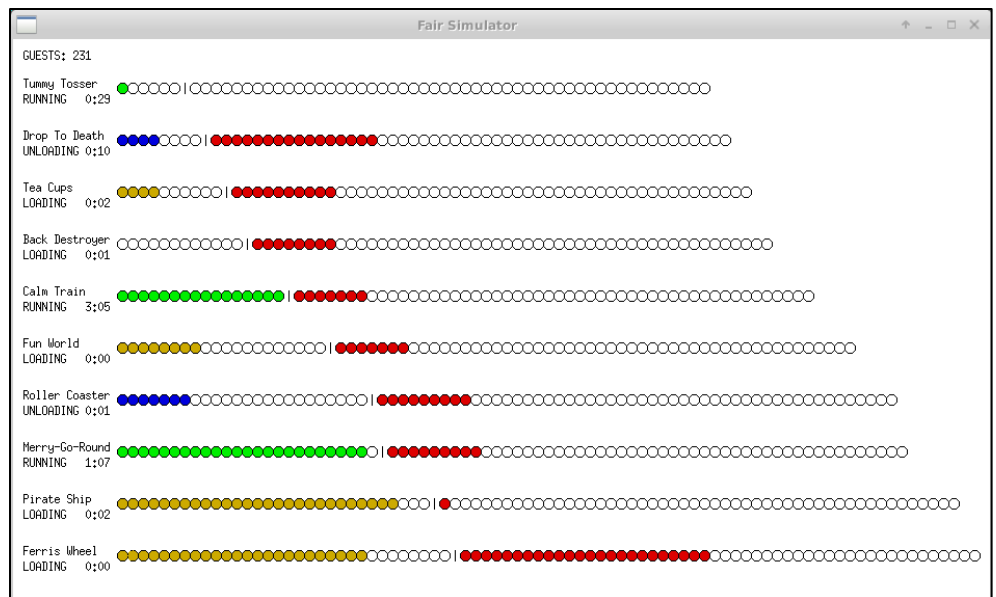 Fair Simulator
GUESTS: 231
Tummy Tosser
RUNNING 0:29
Drop To Death
UNLOADING 0:10
Tea Cups
LOADING 0:02
Back Destroyer
LOADING 0:01
Calm Train
RUNNING 3:05
Fun World
LOADING 0:00
Roller Coaster
UNLOADING 0:01
Merry-Go-Round
RUNNING 1:07
Pirate Ship
LOADING 0:02
Ferris Wheel
LOADING 0:00